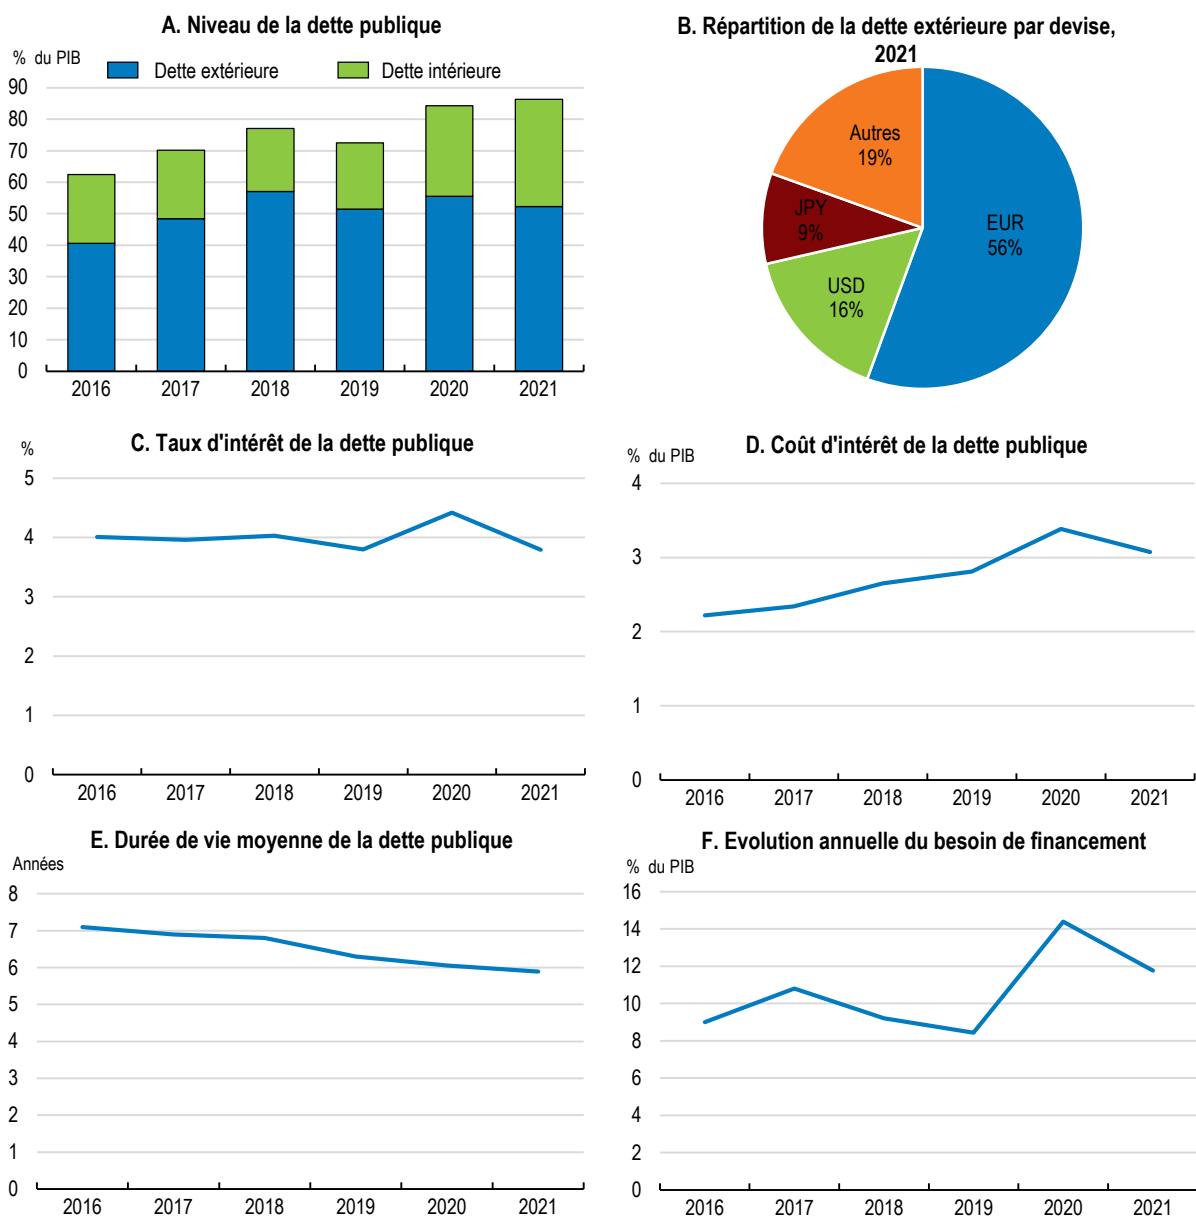 A. Niveau de la dette publique
% du PIB
Dette extérieure
Dette intérieure
90
80
70
60
50
40
30
20
10
0
2016 2017 2018 2019 2020 2021
B. Répartition de la dette extérieure par devise,
2021
Autres
19%
JPY
9%
USD
16%
EUR
56%
C. Taux d'intérêt de la dette publique
%
5
4
3
2
1
0
2016 2017 2018 2019 2020 2021
D. Coût d'intérêt de la dette publique
% du PIB
4
3
2
1
0
2016 2017 2018 2019 2020 2021
E. Durée de vie moyenne de la dette publique
Années
8
7
6
5
4
3
2
1
0
2016 2017 2018 2019 2020 2021
F. Evolution annuelle du besoin de financement
% du PIB
16
14
12
10
8
6
4
2
0
2016 2017 2018 2019 2020 2021